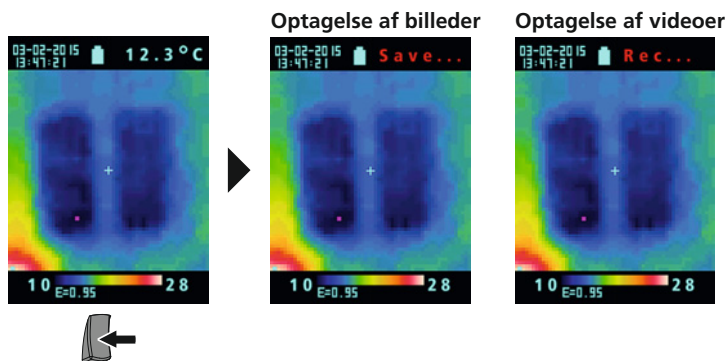 Optagelse af billeder
Optagelse af videoer
03-02-2015
13:47:21
12.3°C
10
28
E=0.95
03-02-2015
13:47:21
Save...
10
28
E=0.95
03-02-2015
13:47:21
Rec...
10
28
E=0.95